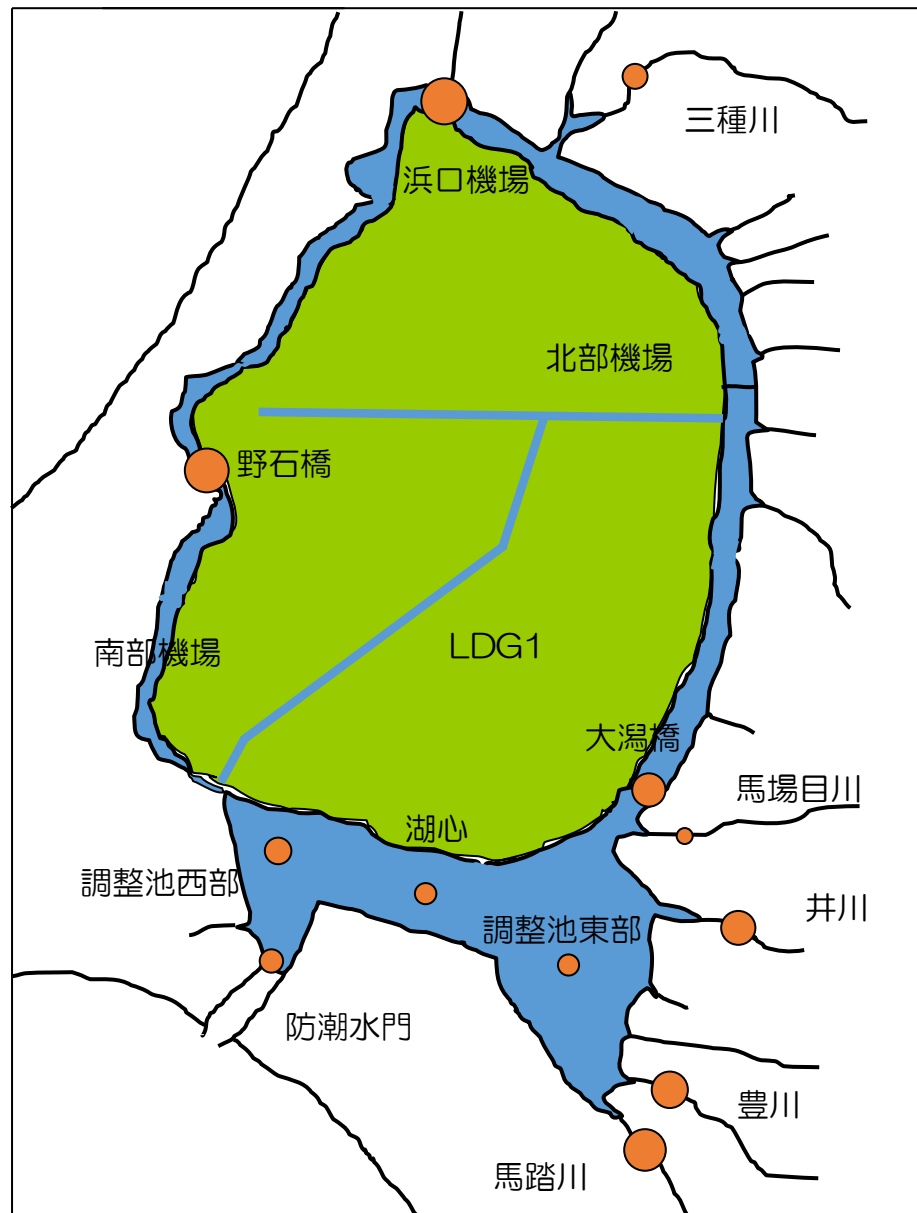 三種川
浜口機場
北部機場
野石橋
南部機場
LDG1
大潟橋
馬場目川
湖心
調整池西部
井川
調整池東部
防潮水門
豊川
馬踏川